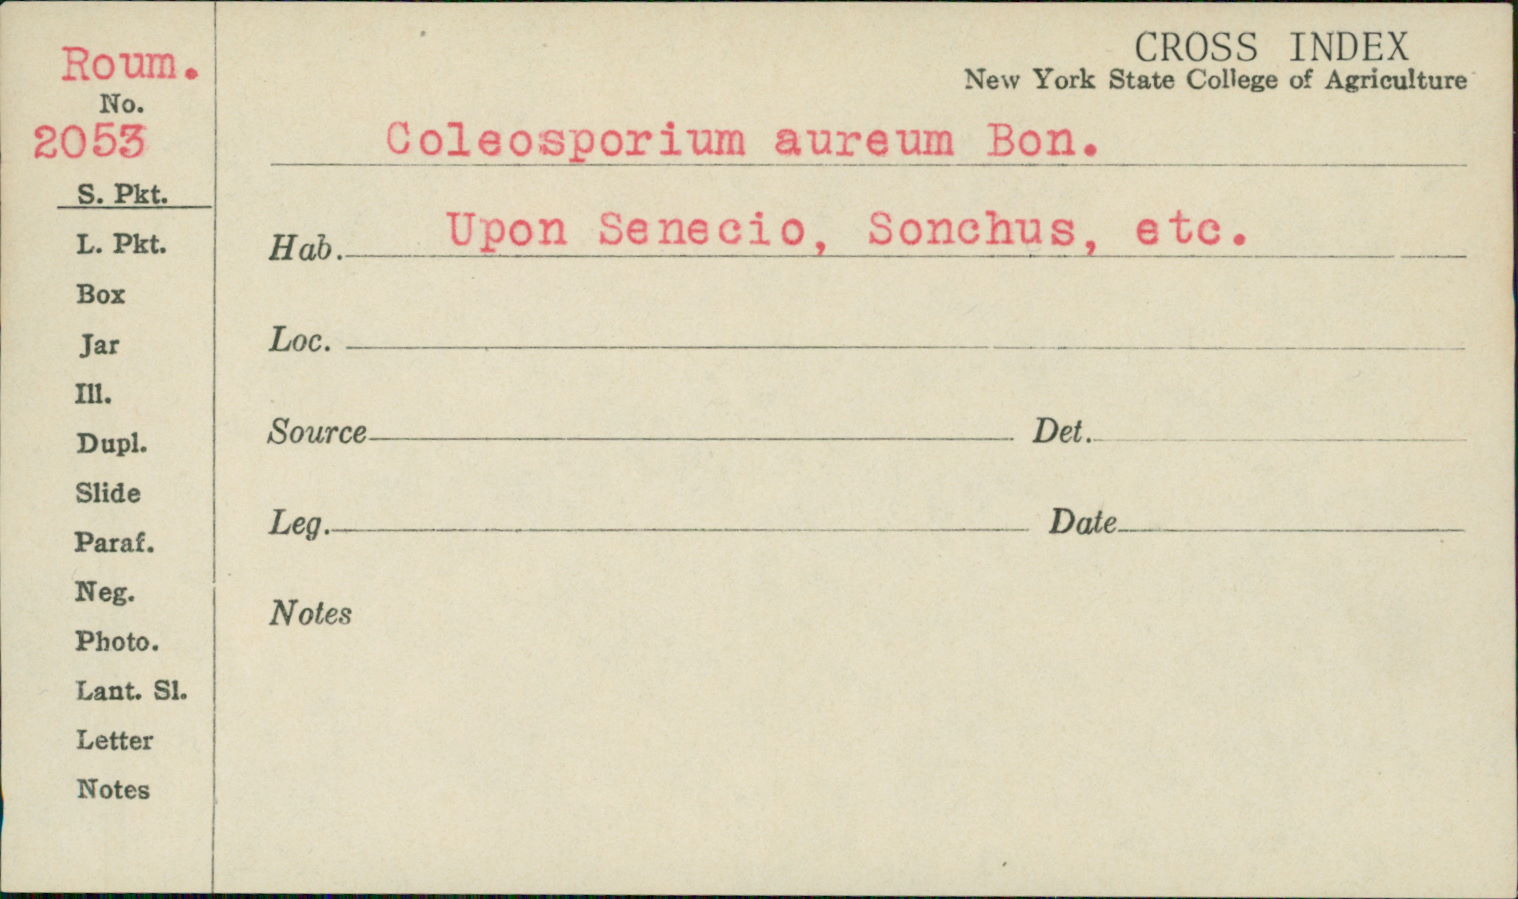 Roum.
No.
2053
S. Pkt.
L. Pkt.
Box
Jar
Ill.
Dupl.
Slide
Paraf.
Neg.
Photo.
Lant. Sl.
Letter
Notes
CROSS INDEX
New York State College of Agriculture
Coleosporium aureum Bon.
Hab. Upon Senecio, Sonchus, etc.
Loc.
Source Det.
Leg. Date
Notes